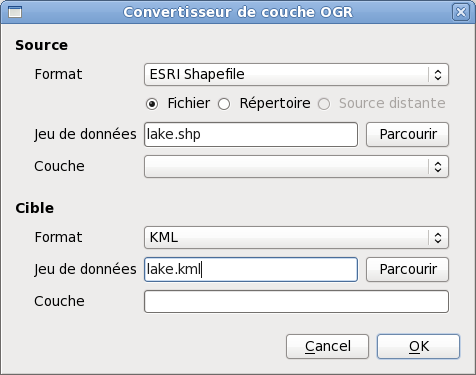 Convertisseur de couche OGR
Source
Format ESRI Shapefile
Fichier Répertoire Source distante
Jeu de données lake.shp Parcourir
Couche
Cible
Format KML
Jeu de données lake.kml Parcourir
Couche
Cancel OK